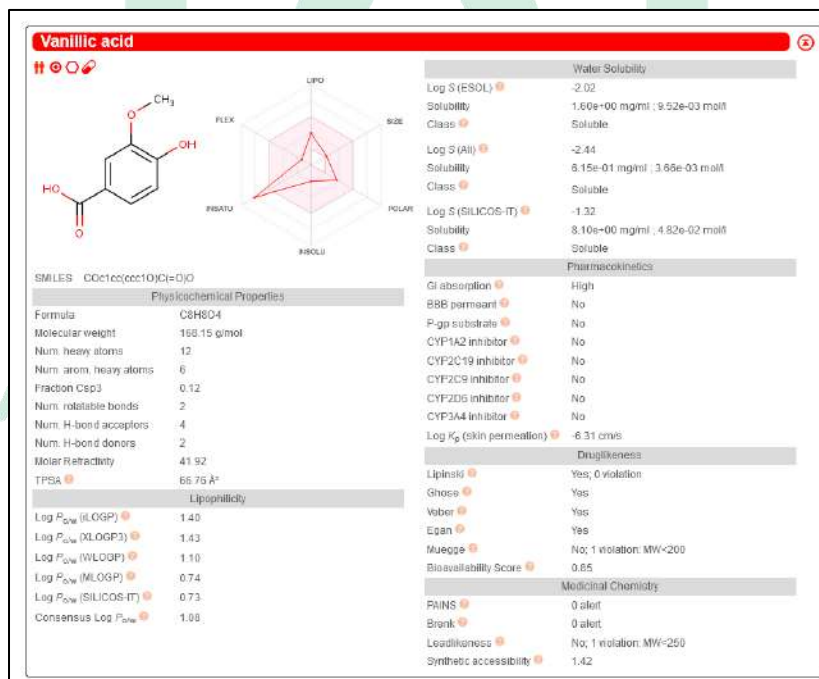 Vanillic acid
LIPO
FLEX
SIZE
INSATU
POLAR
INSOLU
CH₃
O
OH
HO
O
SMILES COc1cc(ccc1O)C(=O)O
Physicochemical Properties
Formula C8H8O4
Molecular weight 168.15 g/mol
Num. heavy atoms 12
Num. arom. heavy atoms 6
Fraction Csp3 0.12
Num. rotatable bonds 2
Num. H-bond acceptors 4
Num. H-bond donors 2
Molar Refractivity 41.92
TPSA 66.76 Å²
Lipophilicity
Log Po/w (iLOGP) 1.40
Log Po/w (XLOGP3) 1.43
Log Po/w (WLOGP) 1.10
Log Po/w (MLOGP) 0.74
Log Po/w (SILICOS-IT) 0.73
Consensus Log Po/w 1.08
Water Solubility
Log S (ESOL) -2.02
Solubility 1.60e+00 mg/ml ; 9.52e-03 mol/l
Class Soluble
Log S (Ali) -2.44
Solubility 6.15e-01 mg/ml ; 3.66e-03 mol/l
Class Soluble
Log S (SILICOS-IT) -1.32
Solubility 8.10e+00 mg/ml ; 4.82e-02 mol/l
Class Soluble
Pharmacokinetics
GI absorption High
BBB permeant No
P-gp substrate No
CYP1A2 inhibitor No
CYP2C19 inhibitor No
CYP2C9 inhibitor No
CYP2D6 inhibitor No
CYP3A4 inhibitor No
Log Kp (skin permeation) -6.31 cm/s
Druglikeness
Lipinski Yes; 0 violation
Ghose Yes
Veber Yes
Egan Yes
Muegge No; 1 violation: MW<200
Bioavailability Score 0.85
Medicinal Chemistry
PAINS 0 alert
Brenk 0 alert
Leadlikeness No; 1 violation: MW<250
Synthetic accessibility 1.42